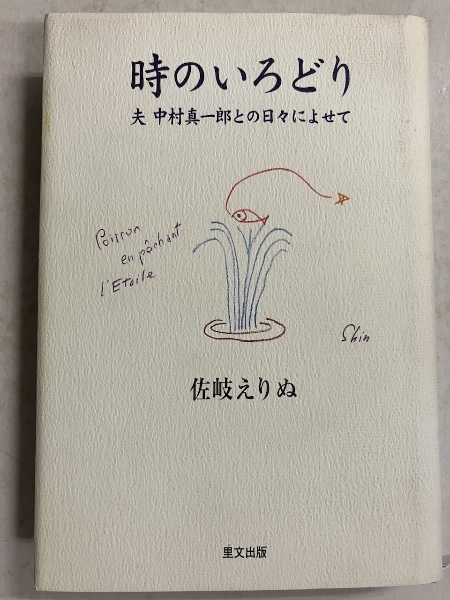 時のいろどり
夫 中村真一郎との日々によせて
Poisson
en pêchant
l'Etoile
Shin
佐岐えりぬ
里文出版